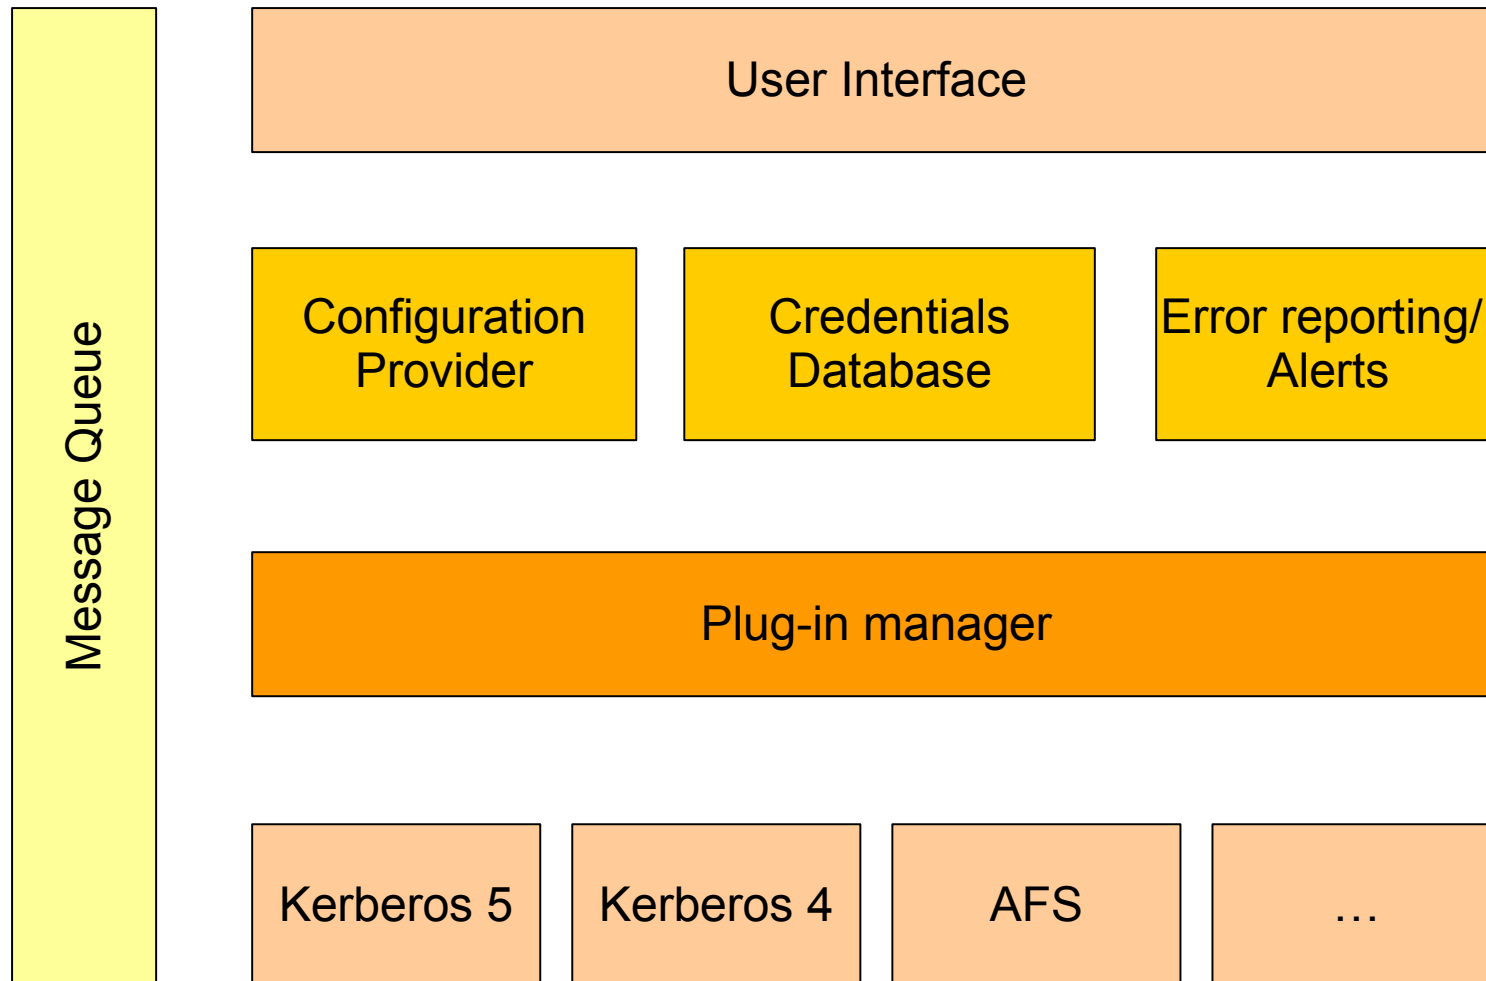 Message Queue
User Interface
Configuration
Provider
Credentials
Database
Error reporting/
Alerts
Plug-in manager
Kerberos 5
Kerberos 4
AFS
…